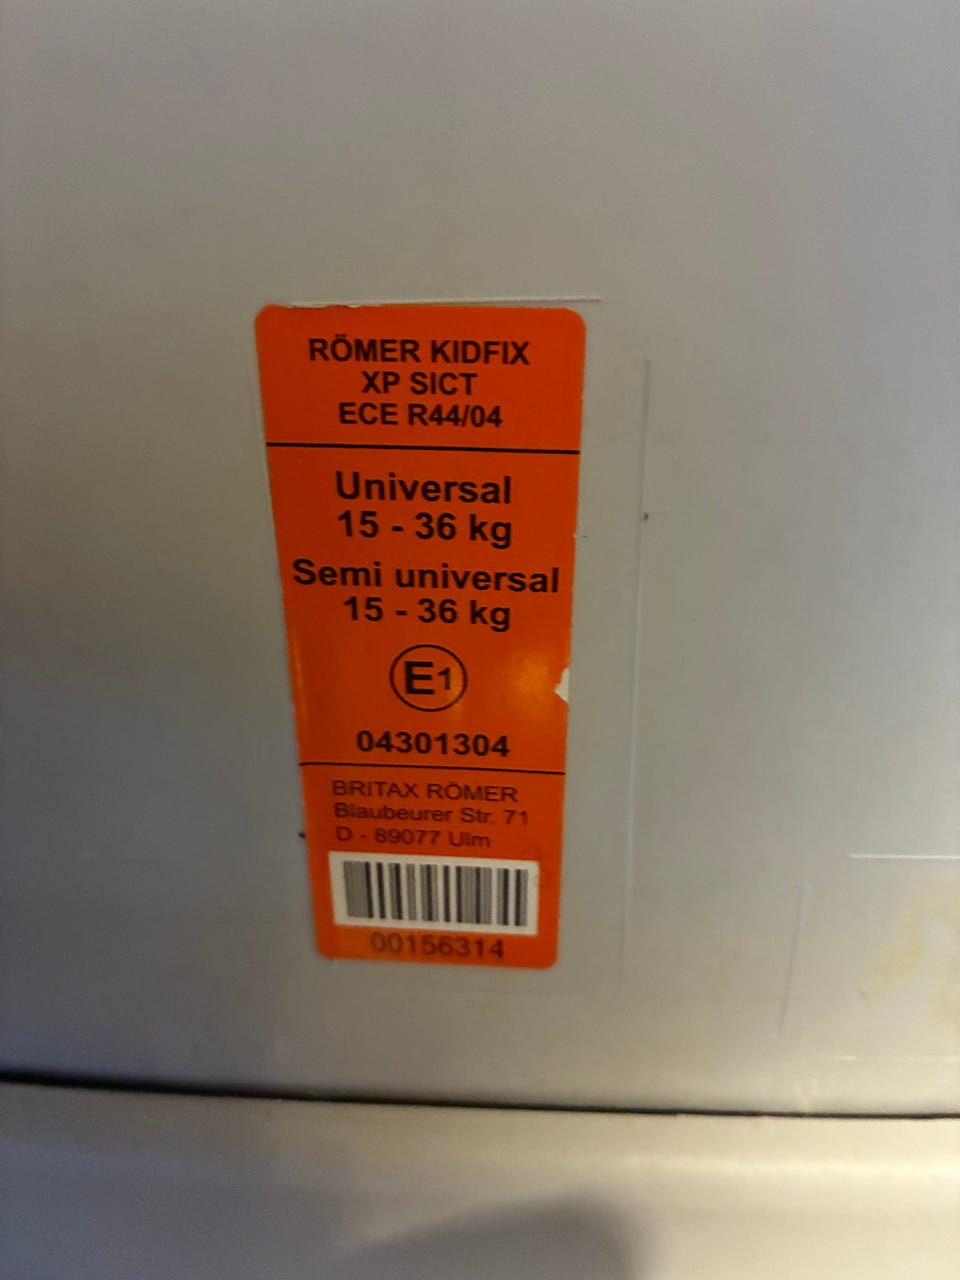 RÖMER KIDFIX
XP SICT
ECE R44/04
Universal
15 - 36 kg
Semi universal
15 - 36 kg
E1
04301304
BRITAX RÖMER
Blaubeurer Str. 71
D - 89077 Ulm
00156314